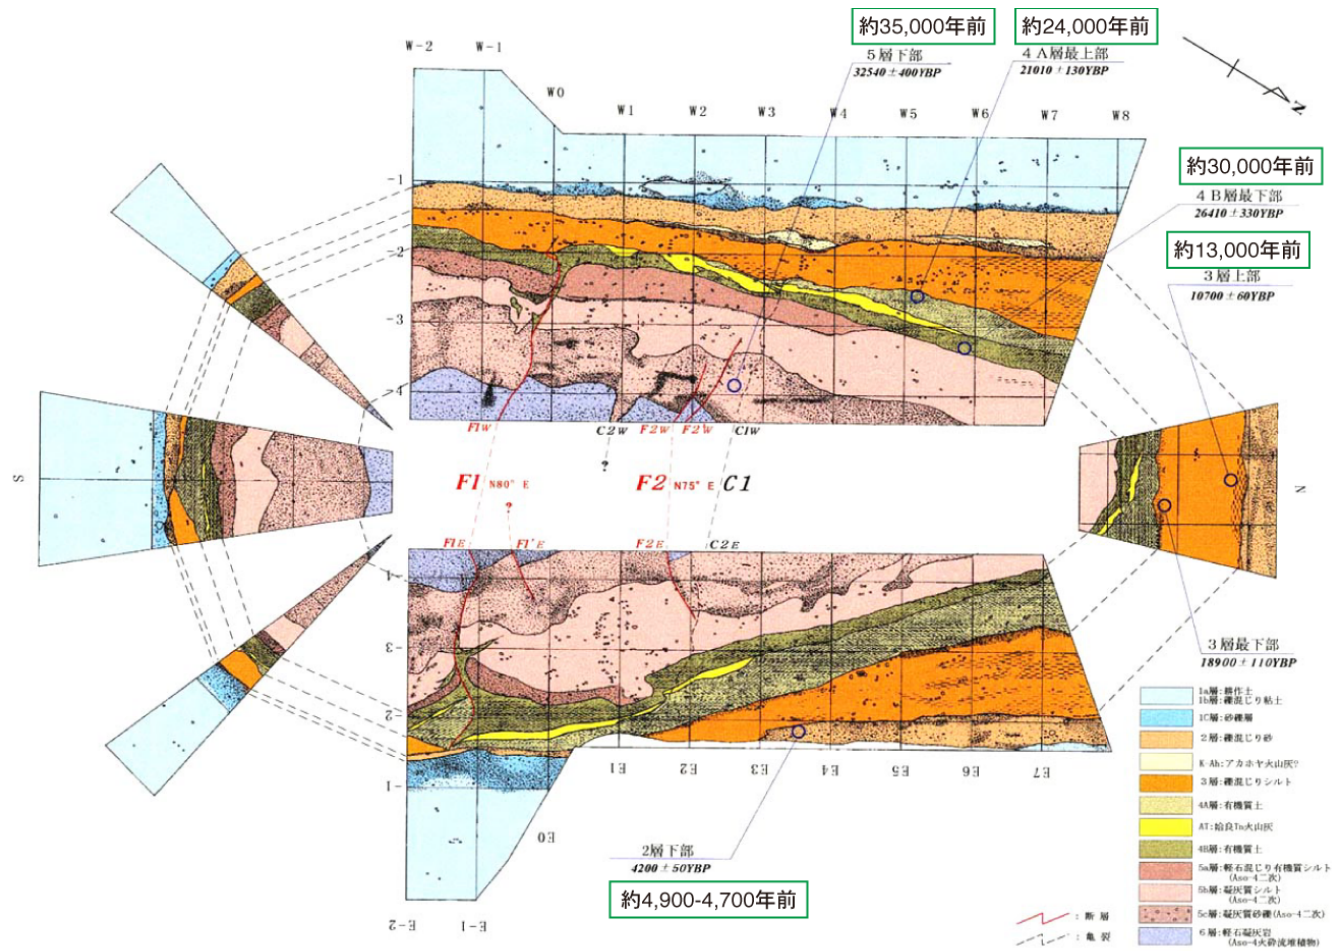 約35,000年前
約24,000年前
5層下部
32540±400YBP
4A層最上部
21010±130YBP
W-2
W-1
W0
W1
W2
W3
W4
W5
W6
W7
W8
N
約30,000年前
4B層最下部
26410±330YBP
約13,000年前
3層上部
10700±60YBP
-1
-2
-3
-4
F1W
C2W
F2W
F2'W
C1W
?
S
F1 N80°E
F2 N75°E
C1
N
?
F1E
F1'E
F2E
C2E
3-
2
-1
3層最下部
18900±110YBP
E-2
E-1
E0
E1
E2
E3
E4
E5
E6
E7
2層下部
4200±50YBP
約4,900-4,700年前
1a層:耕作土
1b層:礫混じり粘土
1C層:砂礫層
2層:礫混じり砂
K-Ah:アカホヤ火山灰?
3層:礫混じりシルト
4A層:有機質土
AT:姶良Tn火山灰
4B層:有機質土
5a層:軽石混じり有機質シルト
(Aso-4二次)
5b層:凝灰質シルト
(Aso-4二次)
5c層:凝灰質砂礫(Aso-4二次)
6層:軽石凝灰岩
(Aso-4火砕流堆積物)
:断層
:亀裂